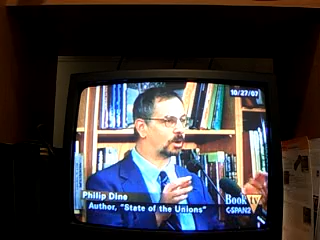 10/27/07
Philip Dine
Author, "State of the Unions"
Book TV
C-SPAN2